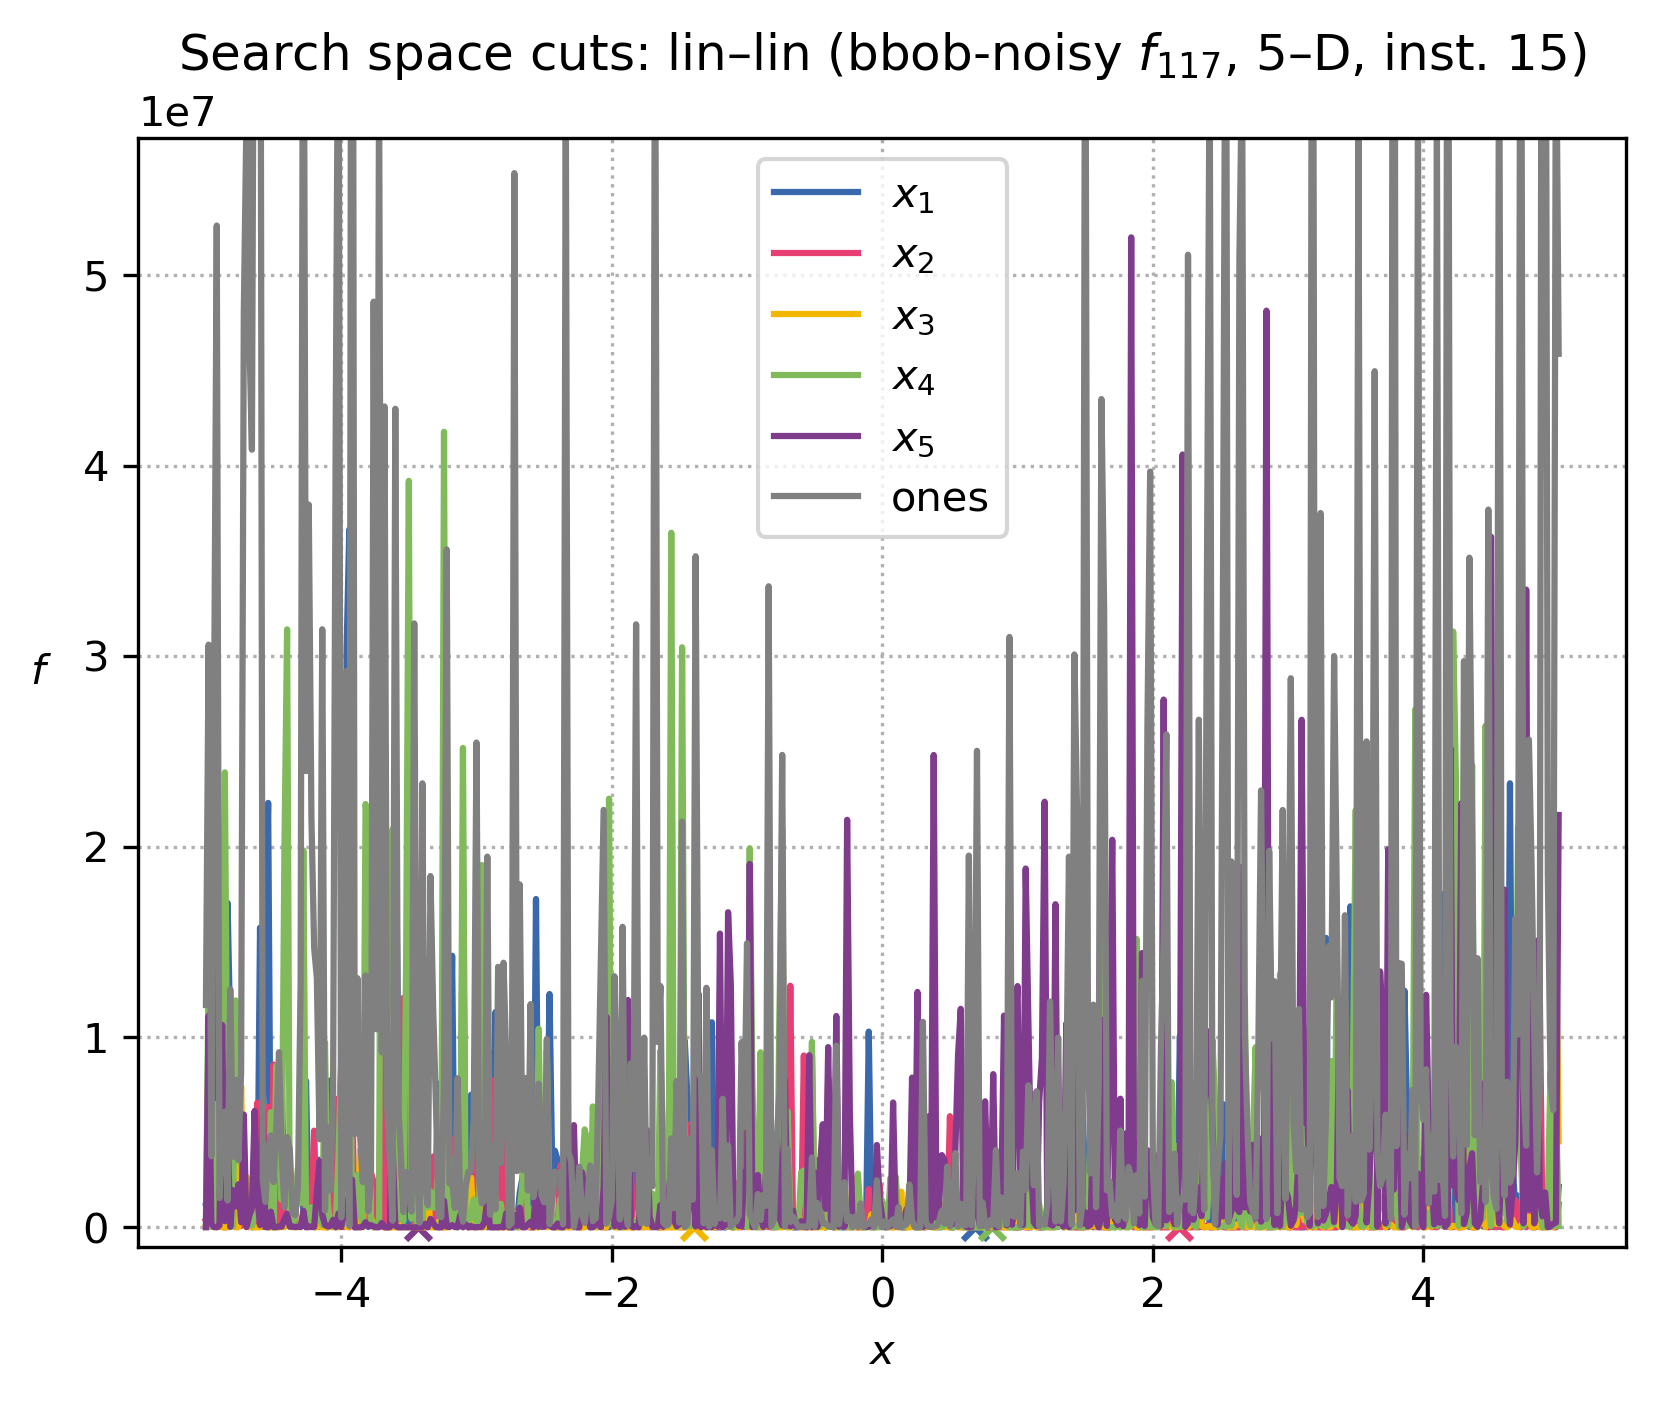 Search space cuts: lin–lin (bbob-noisy f₁₁₇, 5–D, inst. 15)
1e7
x₁
x₂
x₃
x₄
x₅
ones
5
4
3
2
1
0
f
−4 −2 0 2 4
x